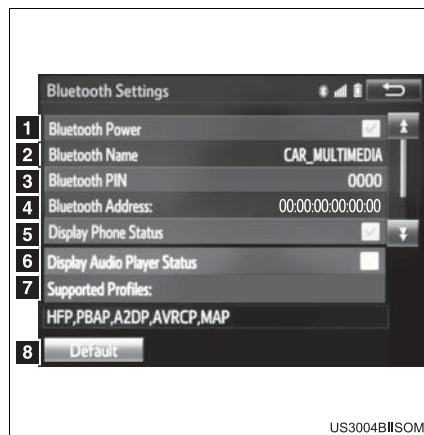 Bluetooth Settings
1 Bluetooth Power
2 Bluetooth Name CAR_MULTIMEDIA
3 Bluetooth PIN 0000
4 Bluetooth Address: 00:00:00:00:00:00
5 Display Phone Status
6 Display Audio Player Status
7 Supported Profiles:
HFP,PBAP,A2DP,AVRCP,MAP
8 Default
US3004BⅡSOM